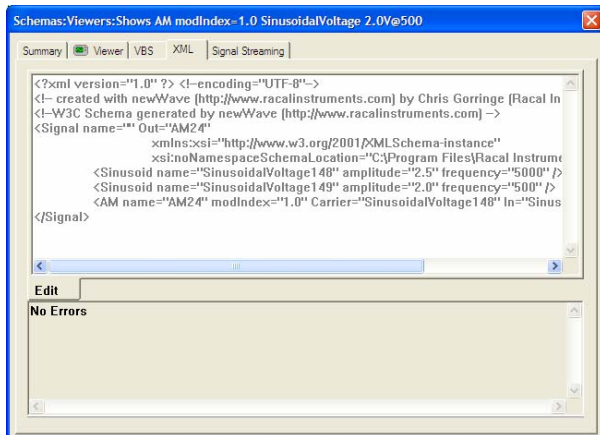 Schemas:Viewers:Shows AM modIndex=1.0 SinusoidalVoltage 2.0V@500
Summary Viewer VBS XML Signal Streaming
<?xml version="1.0" ?> <!--encoding="UTF-8"-->
<!-- created with newWave (http://www.racalinstruments.com) by Chris Gorringe (Racal In
<!--W3C Schema generated by newWave (http://www.racalinstruments.com) -->
<Signal name="" Out="AM24"
xmlns:xsi="http://www.w3.org/2001/XMLSchema-instance"
xsi:noNamespaceSchemaLocation="C:\Program Files\Racal Instrume
<Sinusoid name="SinusoidalVoltage148" amplitude="2.5" frequency="5000" />
<Sinusoid name="SinusoidalVoltage149" amplitude="2.0" frequency="500" />
<AM name="AM24" modIndex="1.0" Carrier="SinusoidalVoltage148" In="Sinus
</Signal>
Edit
No Errors